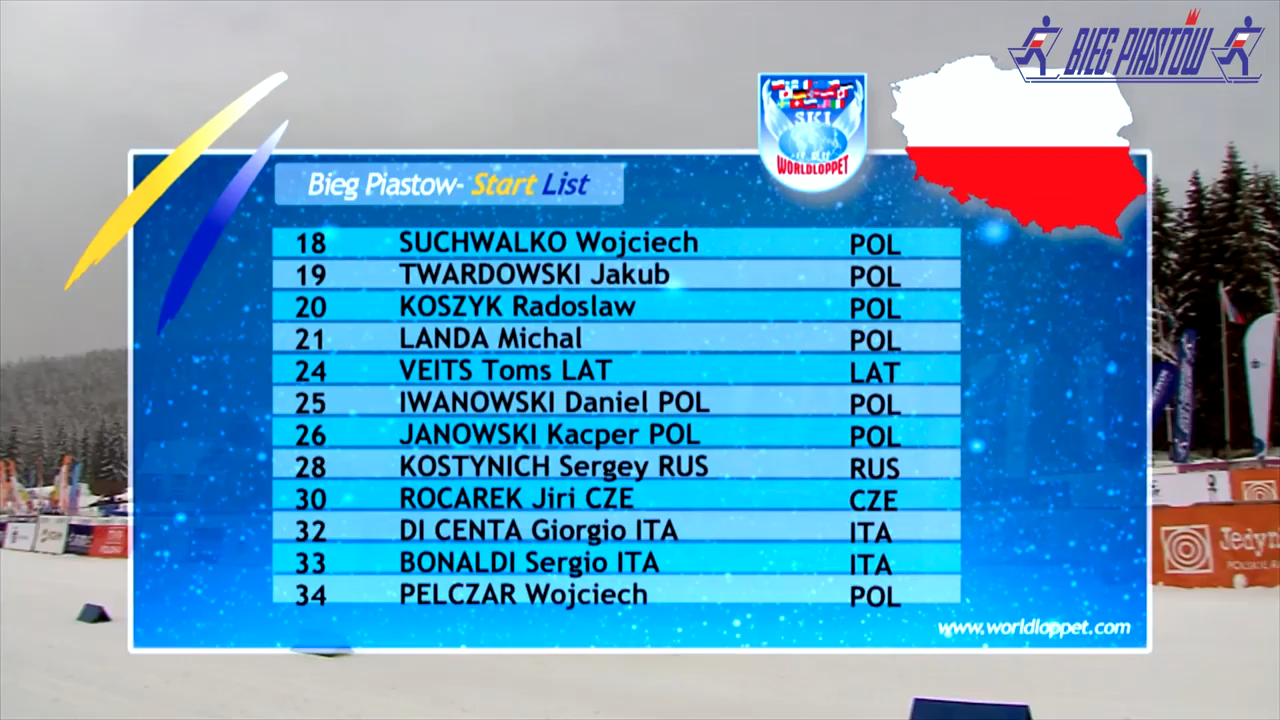 BIEG PIASTÓW
SKI
WORLDLOPPET
Bieg Piastow- Start List
18 SUCHWALKO Wojciech POL
19 TWARDOWSKI Jakub POL
20 KOSZYK Radoslaw POL
21 LANDA Michal POL
24 VEITS Toms LAT LAT
25 IWANOWSKI Daniel POL POL
26 JANOWSKI Kacper POL POL
28 KOSTYNICH Sergey RUS RUS
30 ROCAREK Jiri CZE CZE
32 DI CENTA Giorgio ITA ITA
33 BONALDI Sergio ITA ITA
34 PELCZAR Wojciech POL
www.worldloppet.com
Jedyn
POLSKIE RA